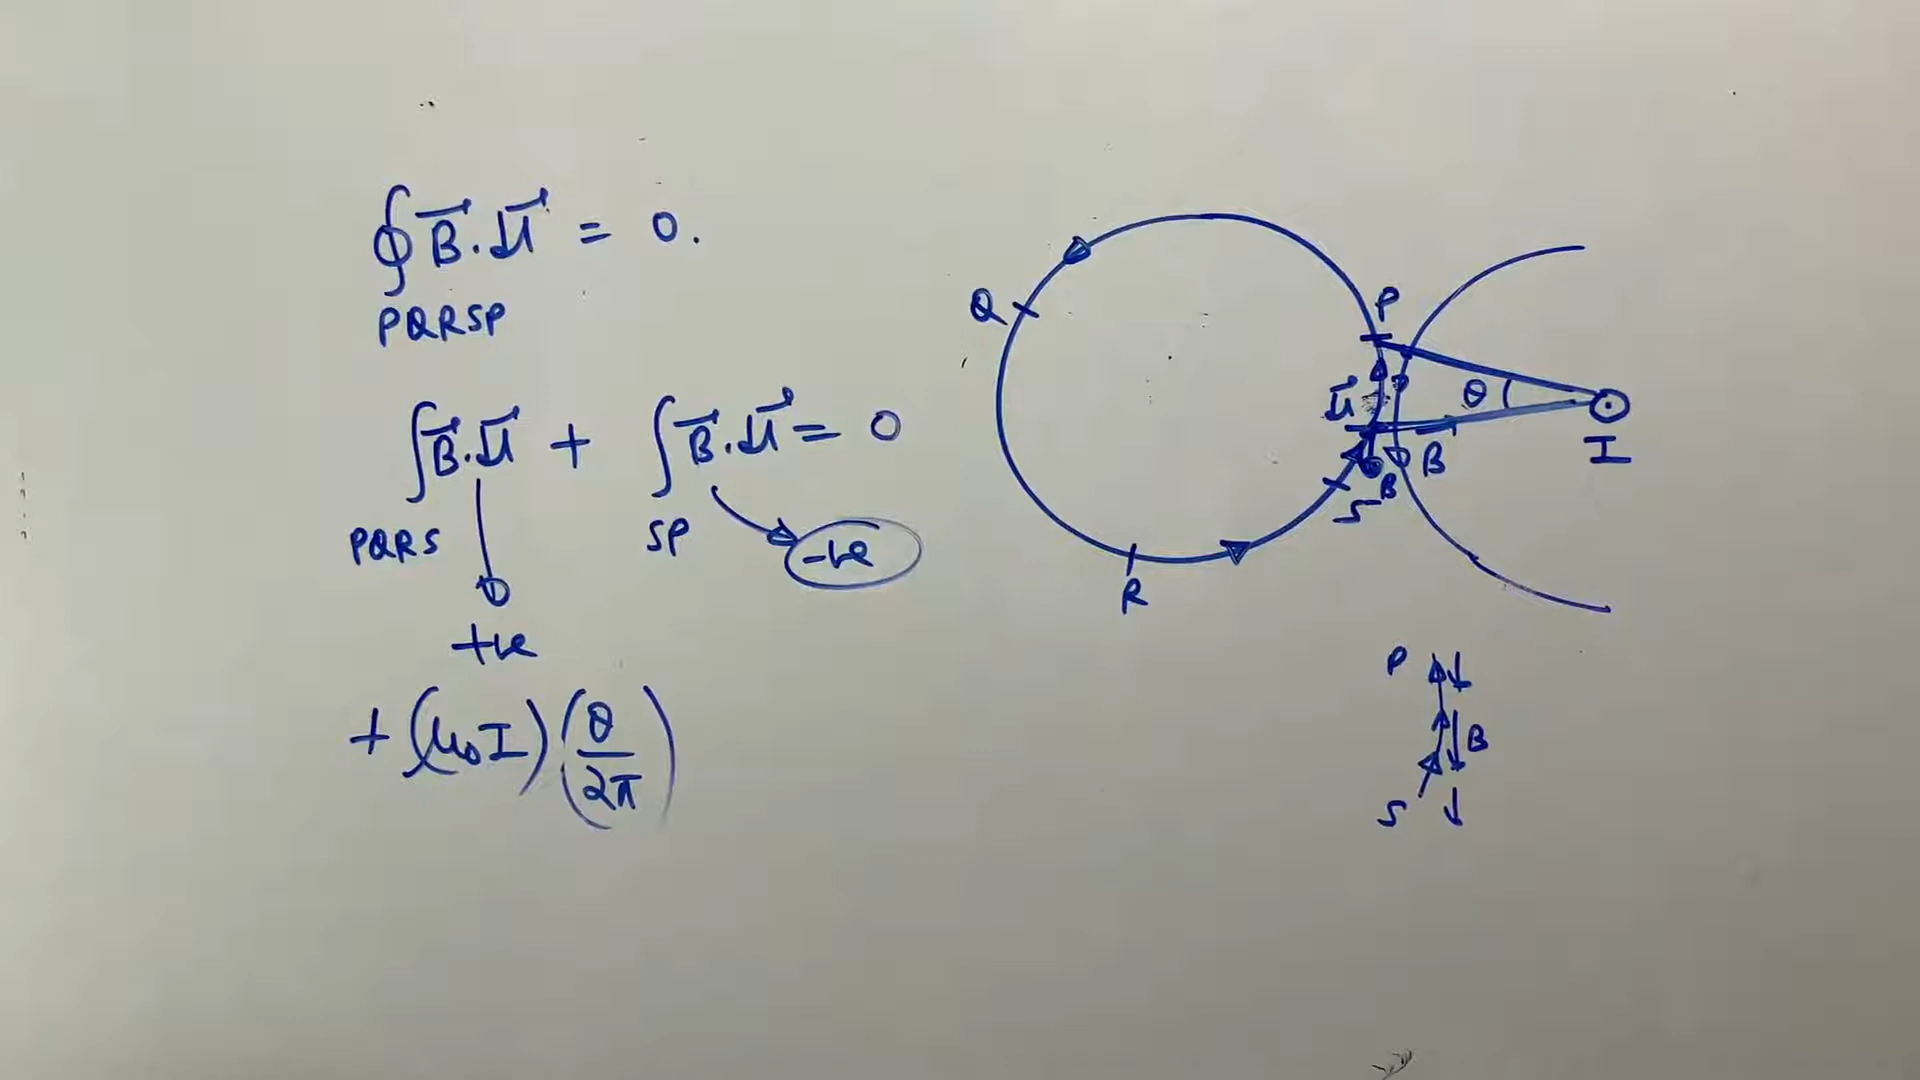 ∮ B⃗ . dl⃗ = 0.
PQRSP
∫ B⃗ . dl⃗ + ∫ B⃗ . dl⃗ = 0
PQRS SP -ve
+ve
+ (μ₀I) (θ/2π)
Q
P
dl⃗
θ
I
B
B
S
R
P
B
S